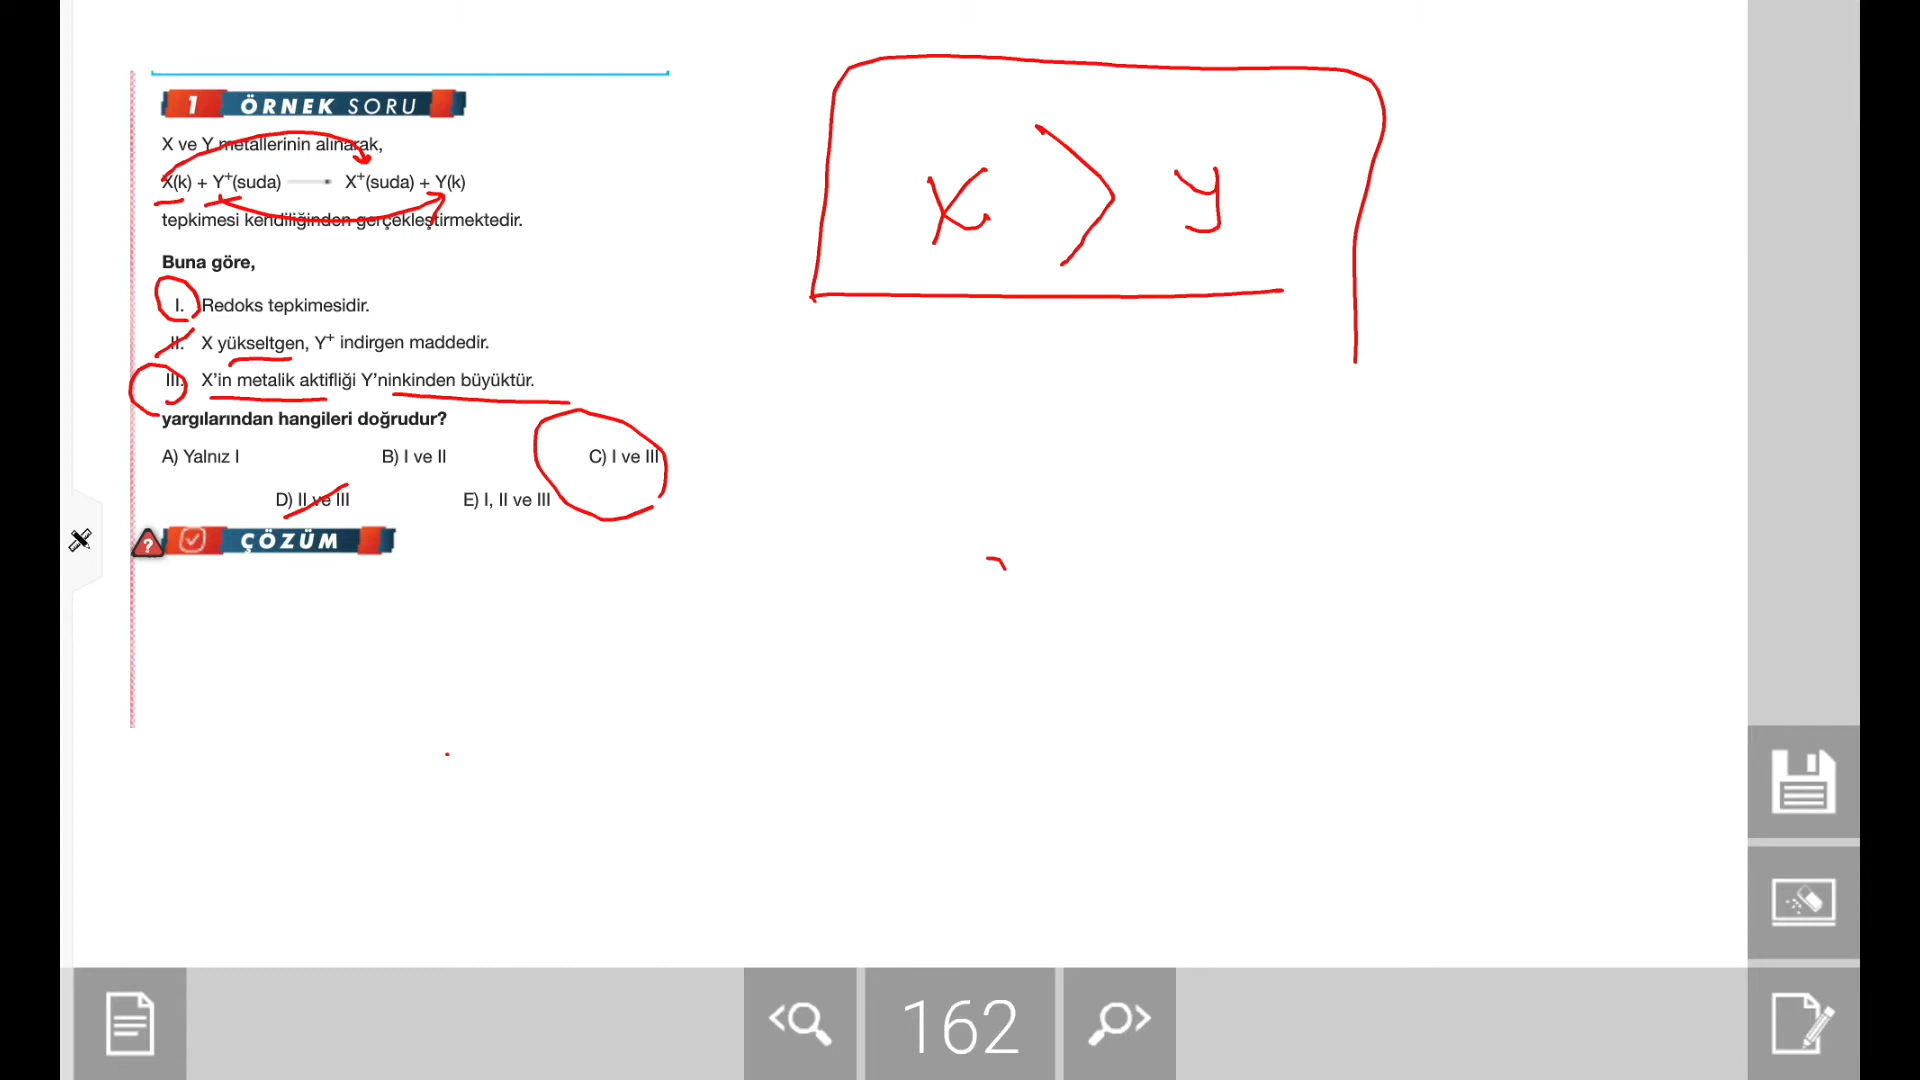 1 ÖRNEK SORU
X ve Y metallerinin alınarak,
X(k) + Y⁺(suda) → X⁺(suda) + Y(k)
tepkimesi kendiliğinden gerçekleştirmektedir.
Buna göre,
I. Redoks tepkimesidir.
II. X yükseltgen, Y⁺ indirgen maddedir.
III. X'in metalik aktifliği Y'ninkinden büyüktür.
yargılarından hangileri doğrudur?
A) Yalnız I B) I ve II C) I ve III
D) II ve III E) I, II ve III
? ÇÖZÜM
X > Y
162